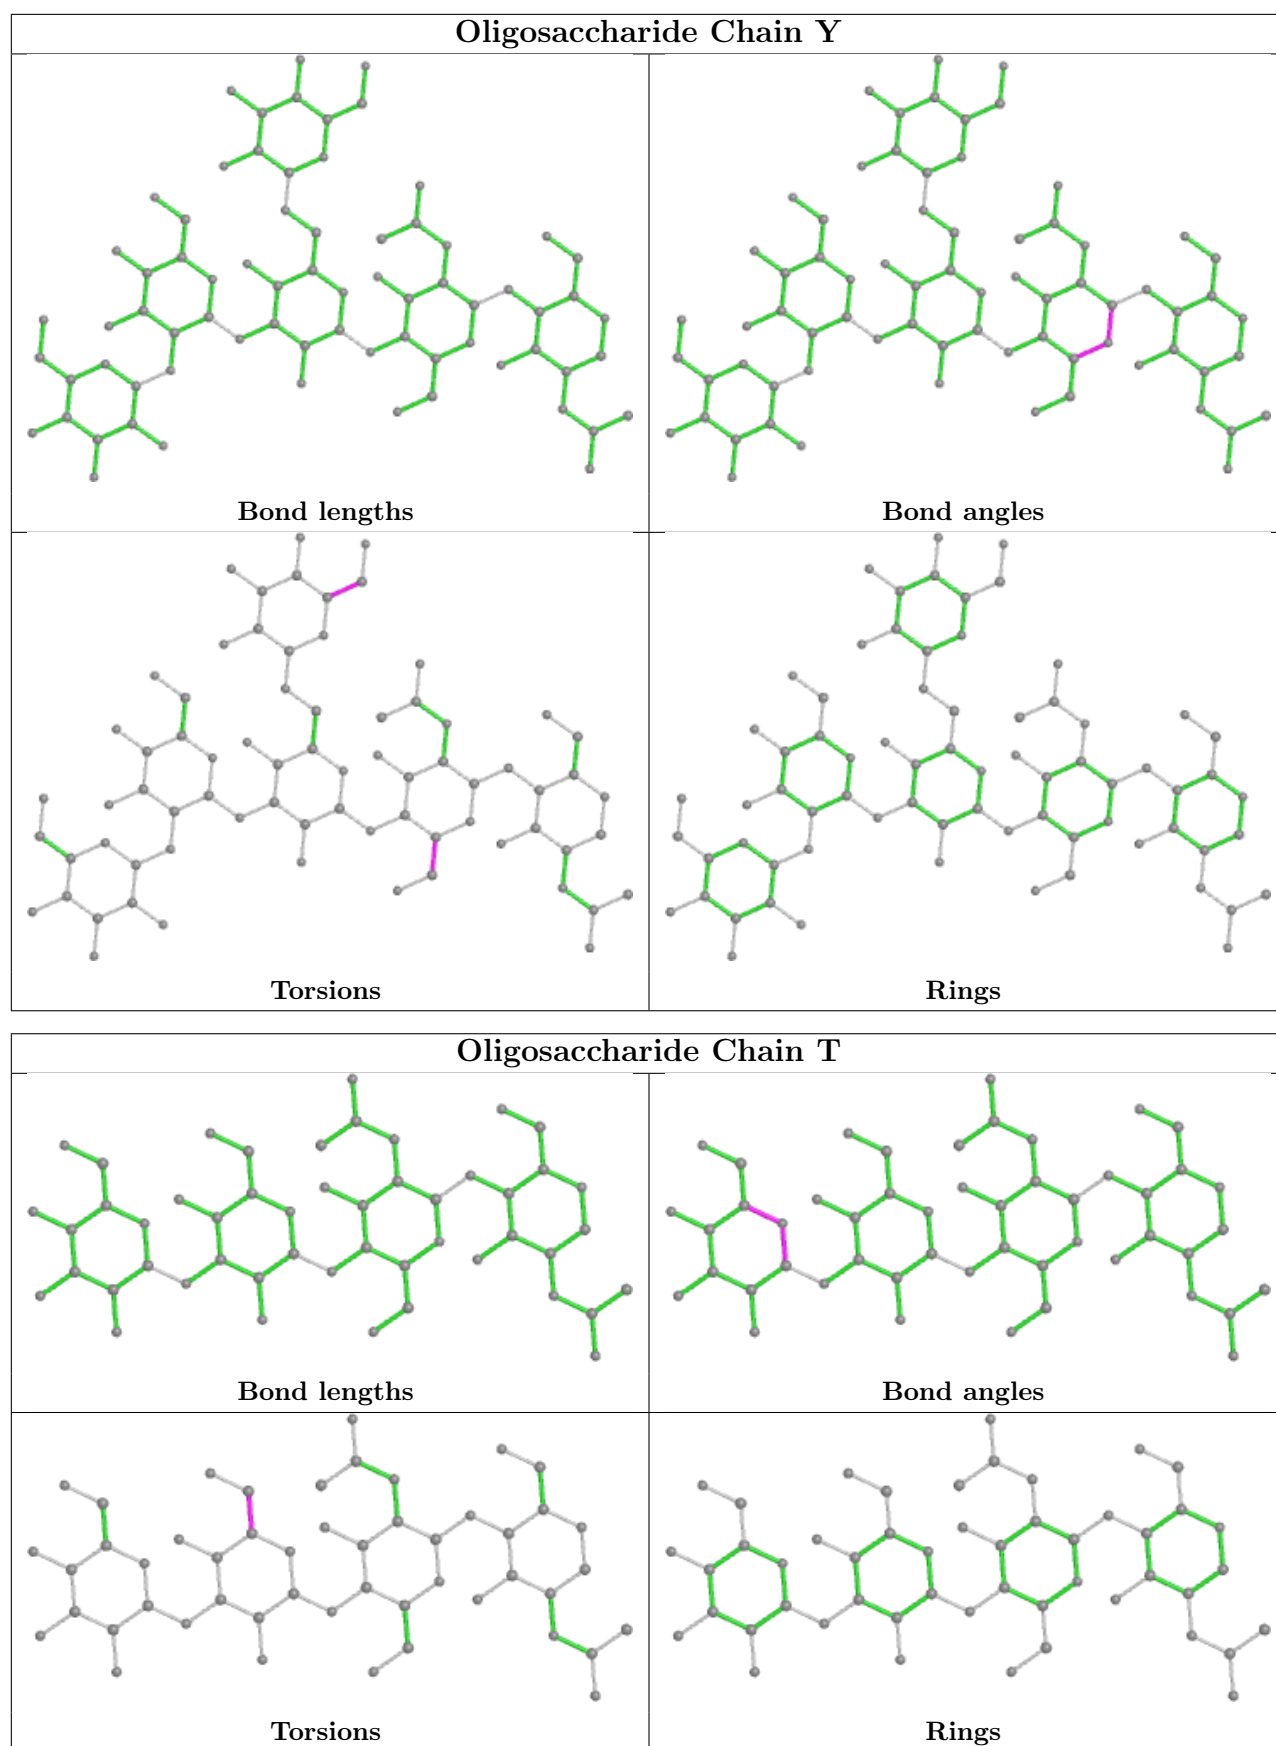 Oligosaccharide Chain Y
Bond lengths
Bond angles
Torsions
Rings
Oligosaccharide Chain T
Bond lengths
Bond angles
Torsions
Rings